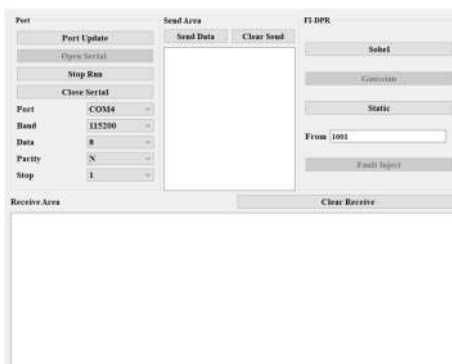 Port
Port Update
Open Serial
Stop Run
Close Serial
Port COM4
Baud 115200
Data 8
Parity N
Stop 1
Send Area
Send Data Clear Send
FI-DPR
Sobel
Gaussian
Static
From 1001
Fault Inject
Receive Area
Clear Receive